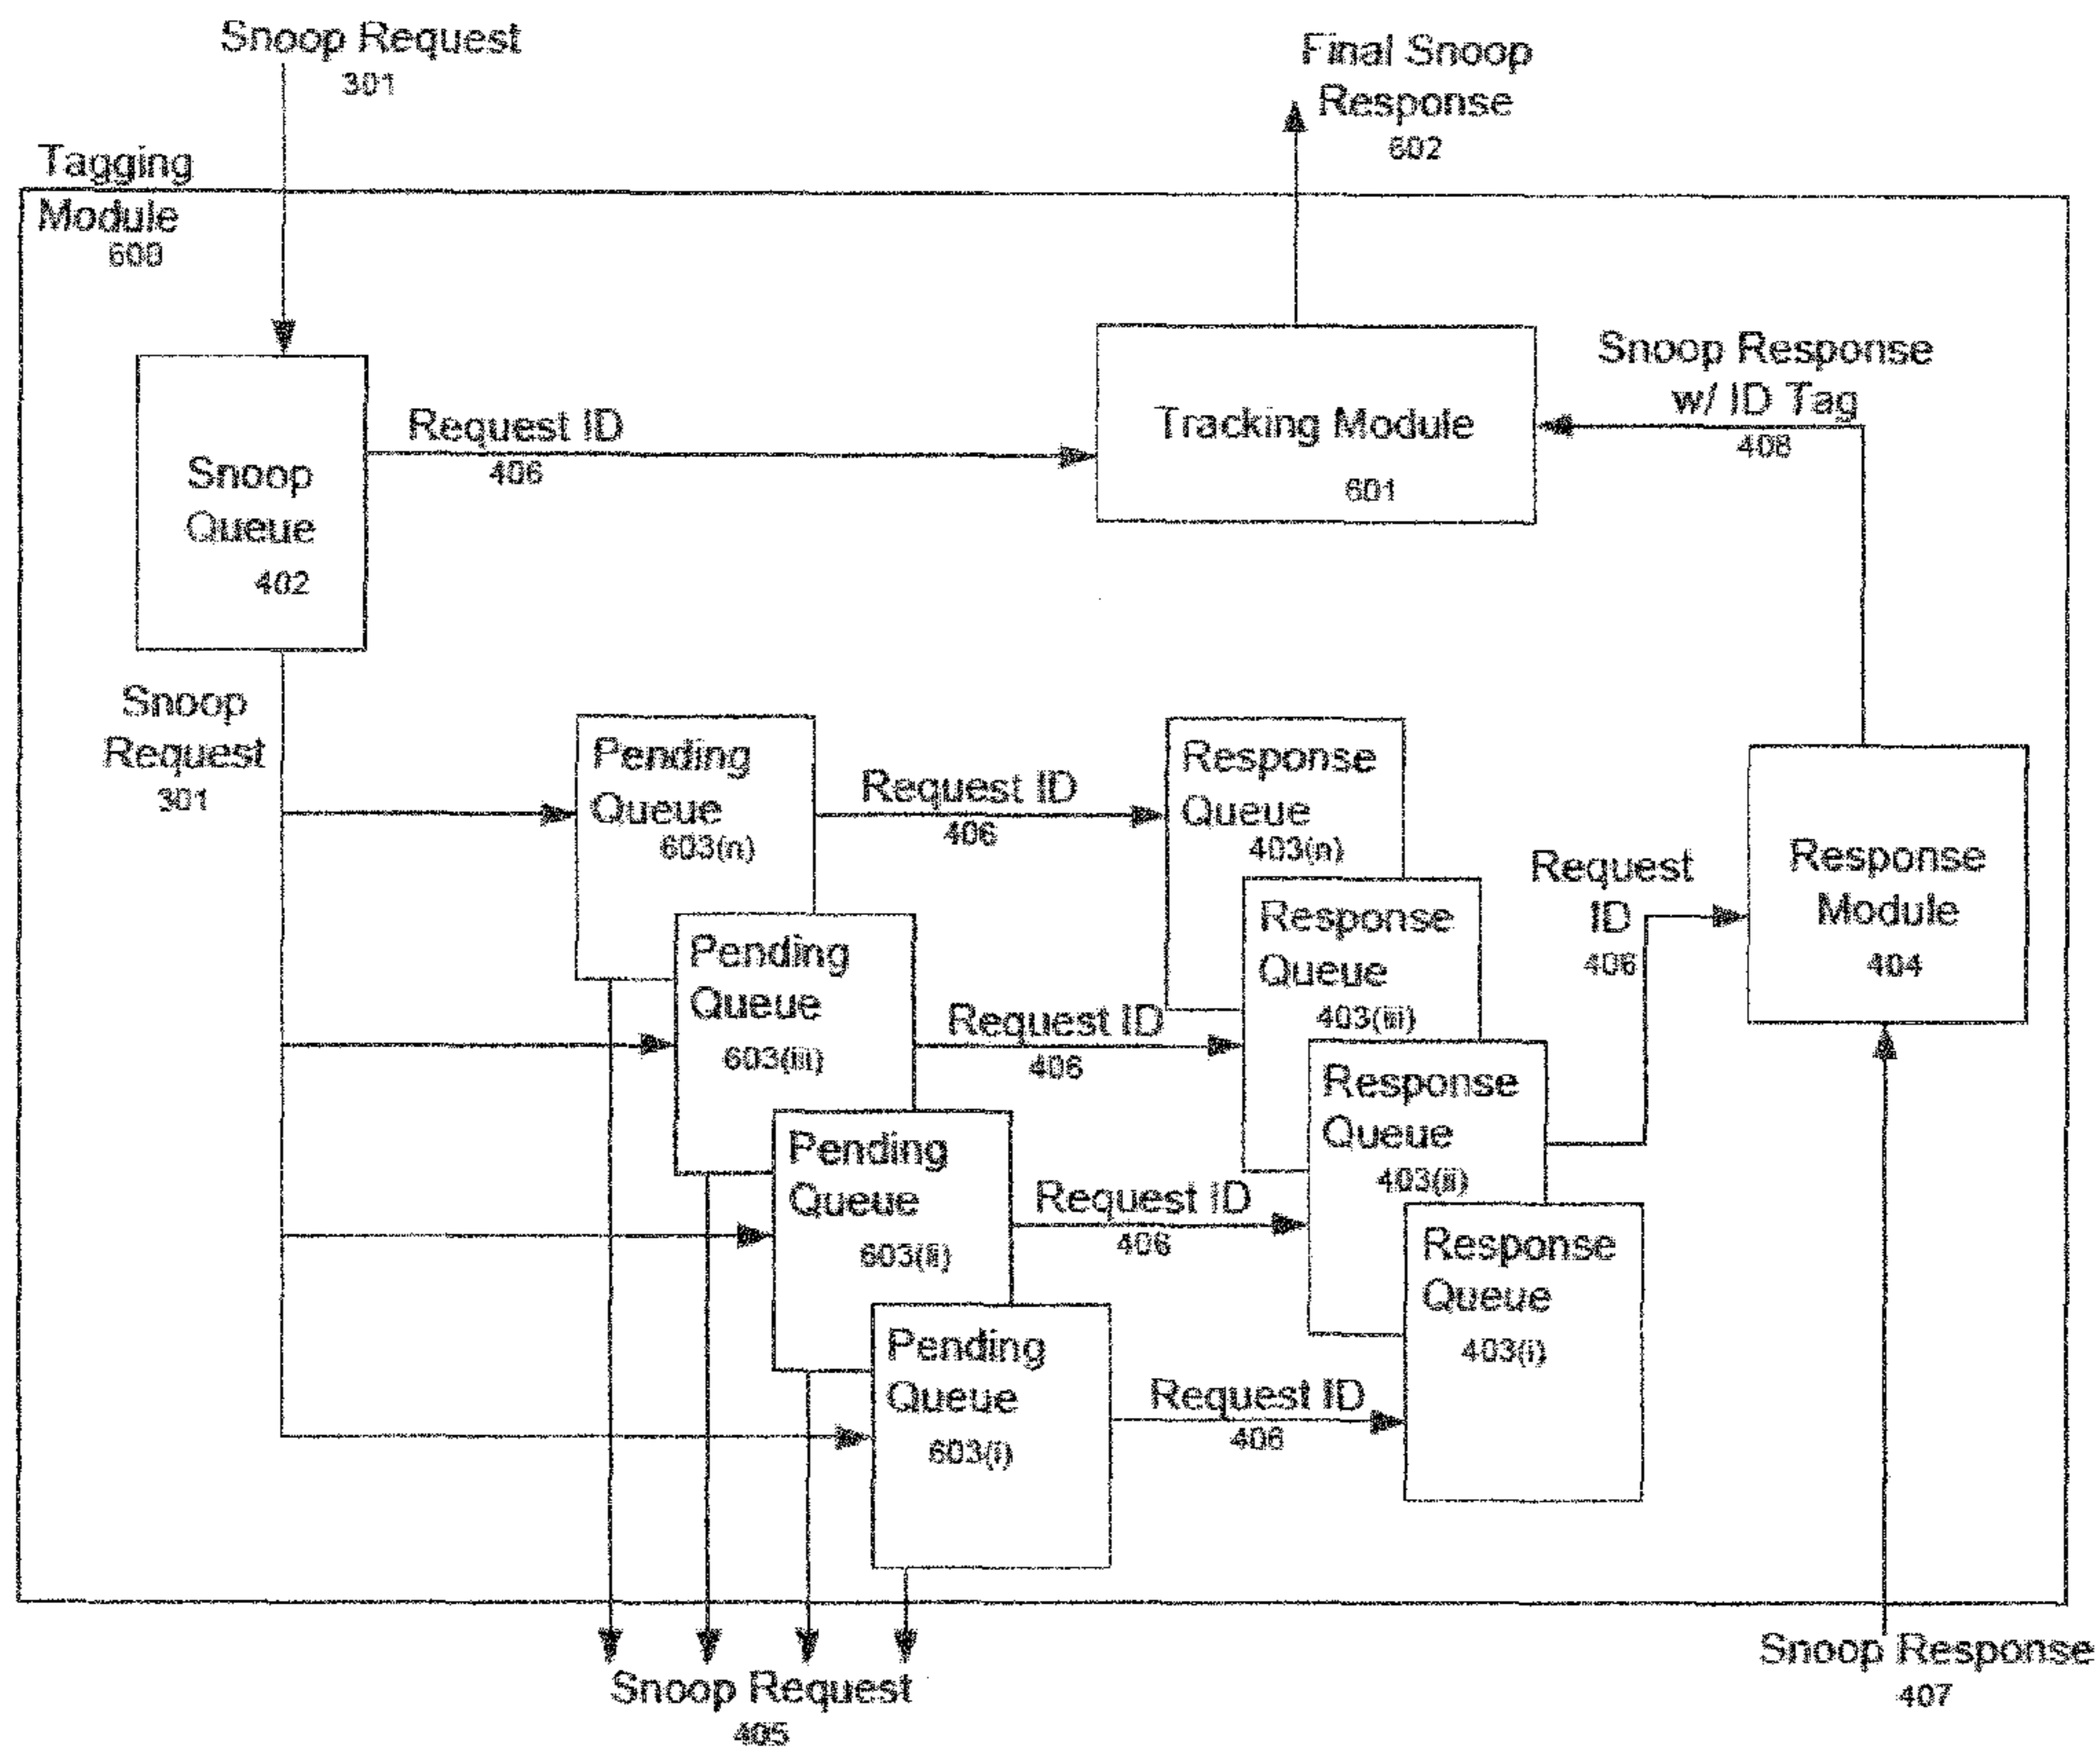 Snoop Request
301
Final Snoop
Response
602
Tagging
Module
600
Snoop Response
w/ ID Tag
408
Request ID
406
Tracking Module
601
Snoop
Queue
402
Snoop
Request
301
Pending
Queue
603(n)
Request ID
406
Response
Queue
403(n)
Response
Module
404
Request
ID
406
Pending
Queue
603(iii)
Request ID
406
Response
Queue
403(iii)
Pending
Queue
603(ii)
Request ID
406
Response
Queue
403(ii)
Pending
Queue
603(i)
Request ID
406
Response
Queue
403(i)
Snoop Request
405
Snoop Response
407